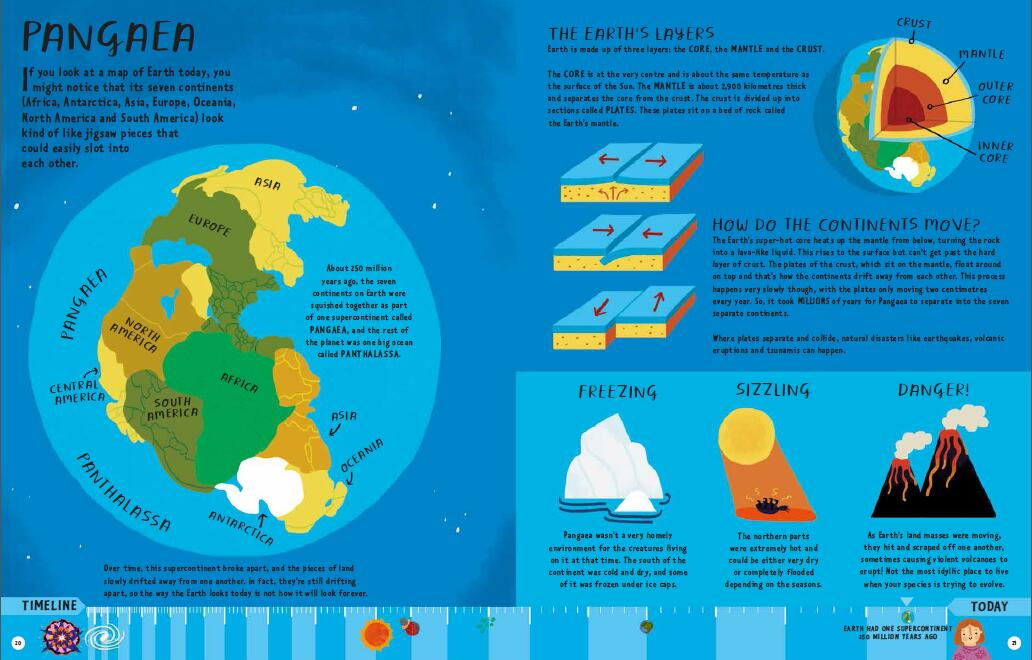 PANGAEA
If you look at a map of Earth today, you
might notice that its seven continents
(Africa, Antarctica, Asia, Europe, Oceania,
North America and South America) look
kind of like jigsaw pieces that
could easily slot into
each other.
ASIA
EUROPE
PANGAEA
NORTH
AMERICA
About 250 million
years ago, the seven
continents on Earth were
squished together as part
of one supercontinent called
PANGAEA, and the rest of
the planet was one big ocean
called PANTHALASSA.
CENTRAL
AMERICA
AFRICA
SOUTH
AMERICA
ASIA
OCEANIA
PANTHALASSA
ANTARCTICA
Over time, this supercontinent broke apart, and the pieces of land
slowly drifted away from one another. In fact, they're still drifting
apart, so the way the Earth looks today is not how it will look forever.
THE EARTH'S LAYERS
Earth is made up of three layers: the CORE, the MANTLE and the CRUST.
The CORE is at the very centre and is about the same temperature as
the surface of the Sun. The MANTLE is about 2,900 kilometres thick
and separates the core from the crust. The crust is divided up into
sections called PLATES. These plates sit on a bed of rock called
the Earth's mantle.
CRUST
MANTLE
OUTER
CORE
INNER
CORE
HOW DO THE CONTINENTS MOVE?
The Earth's super-hot core heats up the mantle from below, turning the rock
into a lava-like liquid. This rises to the surface but can't get past the hard
layer of crust. The plates of the crust, which sit on the mantle, float around
on top and that's how the continents drift away from each other. This process
happens very slowly though, with the plates only moving two centimetres
every year. So, it took MILLIONS of years for Pangaea to separate into the seven
separate continents.
Where plates separate and collide, natural disasters like earthquakes, volcanic
eruptions and tsunamis can happen.
FREEZING
Pangaea wasn't a very homely
environment for the creatures living
on it at that time. The south of the
continent was cold and dry, and some
of it was frozen under ice caps.
SIZZLING
The northern parts
were extremely hot and
could be either very dry
or completely flooded
depending on the seasons.
DANGER!
As Earth's land masses were moving,
they hit and scraped off one another,
sometimes causing violent volcanoes to
erupt! Not the most idyllic place to live
when your species is trying to evolve.
TIMELINE
TODAY
EARTH HAD ONE SUPERCONTINENT
250 MILLION YEARS AGO
20
21